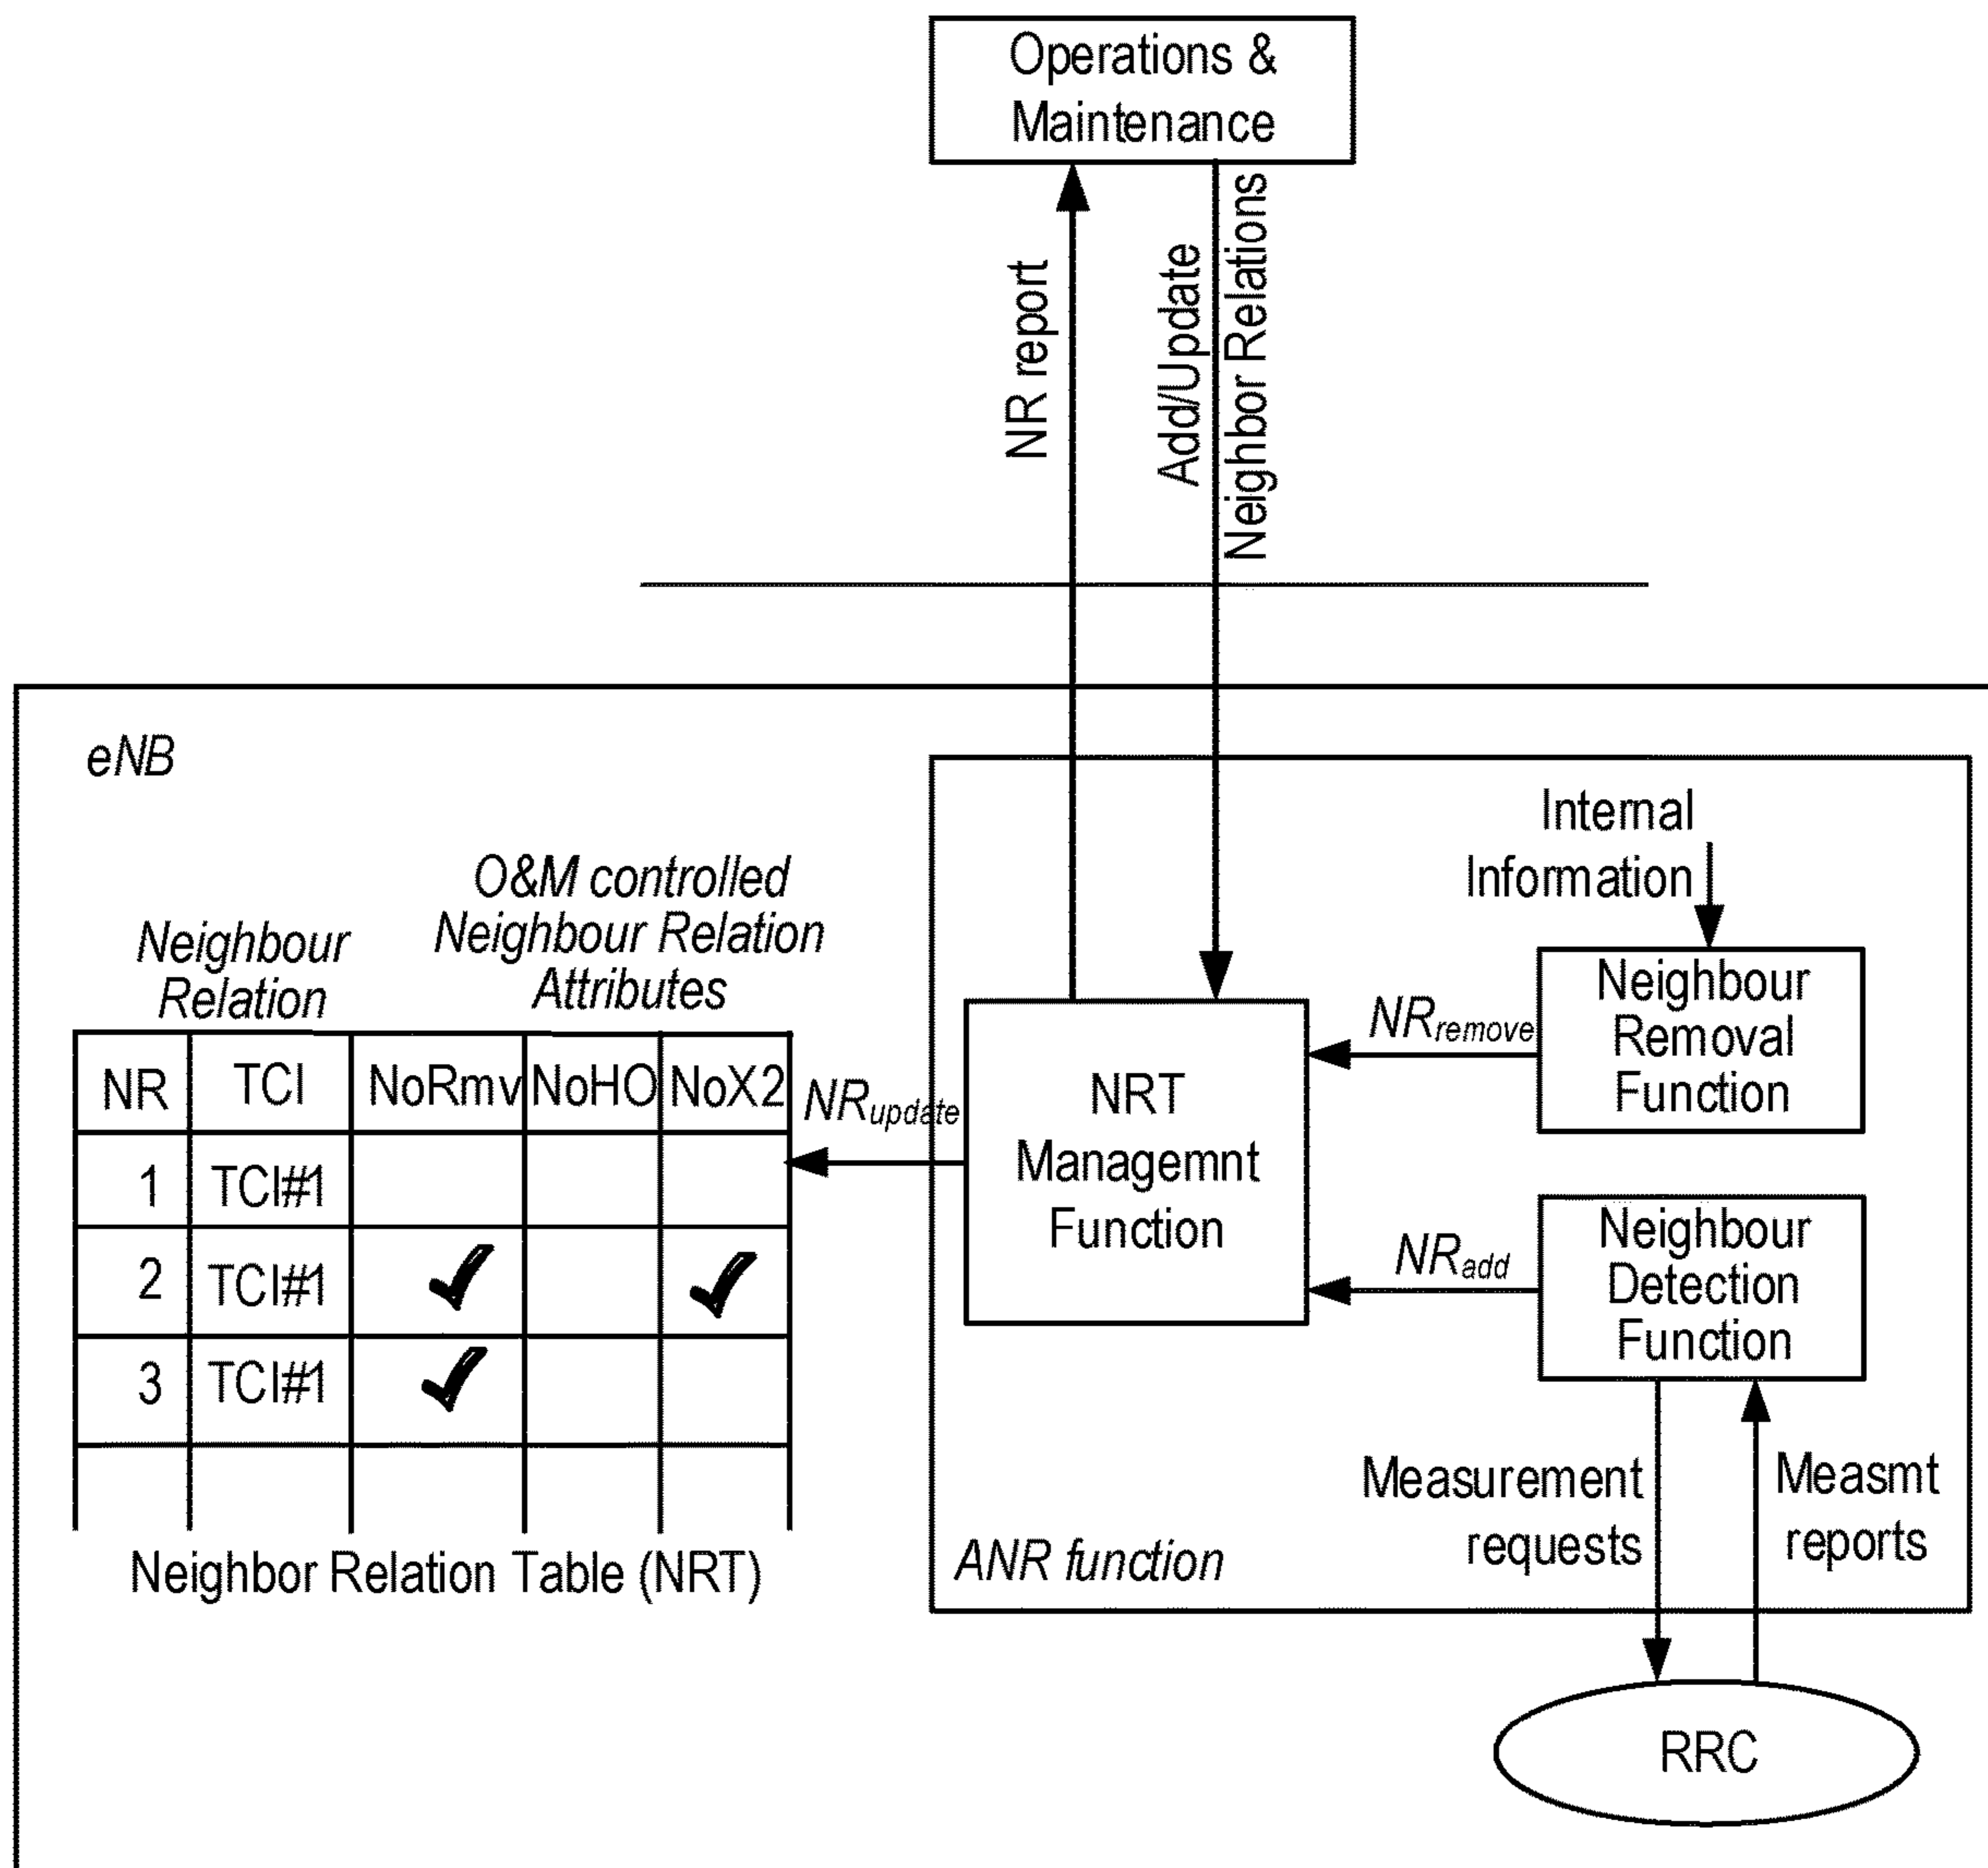 Operations &
Maintenance
NR report
Add/Update
Neighbor Relations
eNB
Neighbour
Relation
O&M controlled
Neighbour Relation
Attributes
NR TCI NoRmv NoHO NoX2
1 TCI#1
2 TCI#1 ✓ ✓
3 TCI#1 ✓
Neighbor Relation Table (NRT)
NRupdate
NRT
Managemnt
Function
Internal
Information
NRremove
Neighbour
Removal
Function
NRadd
Neighbour
Detection
Function
Measurement
requests
Measmt
reports
ANR function
RRC